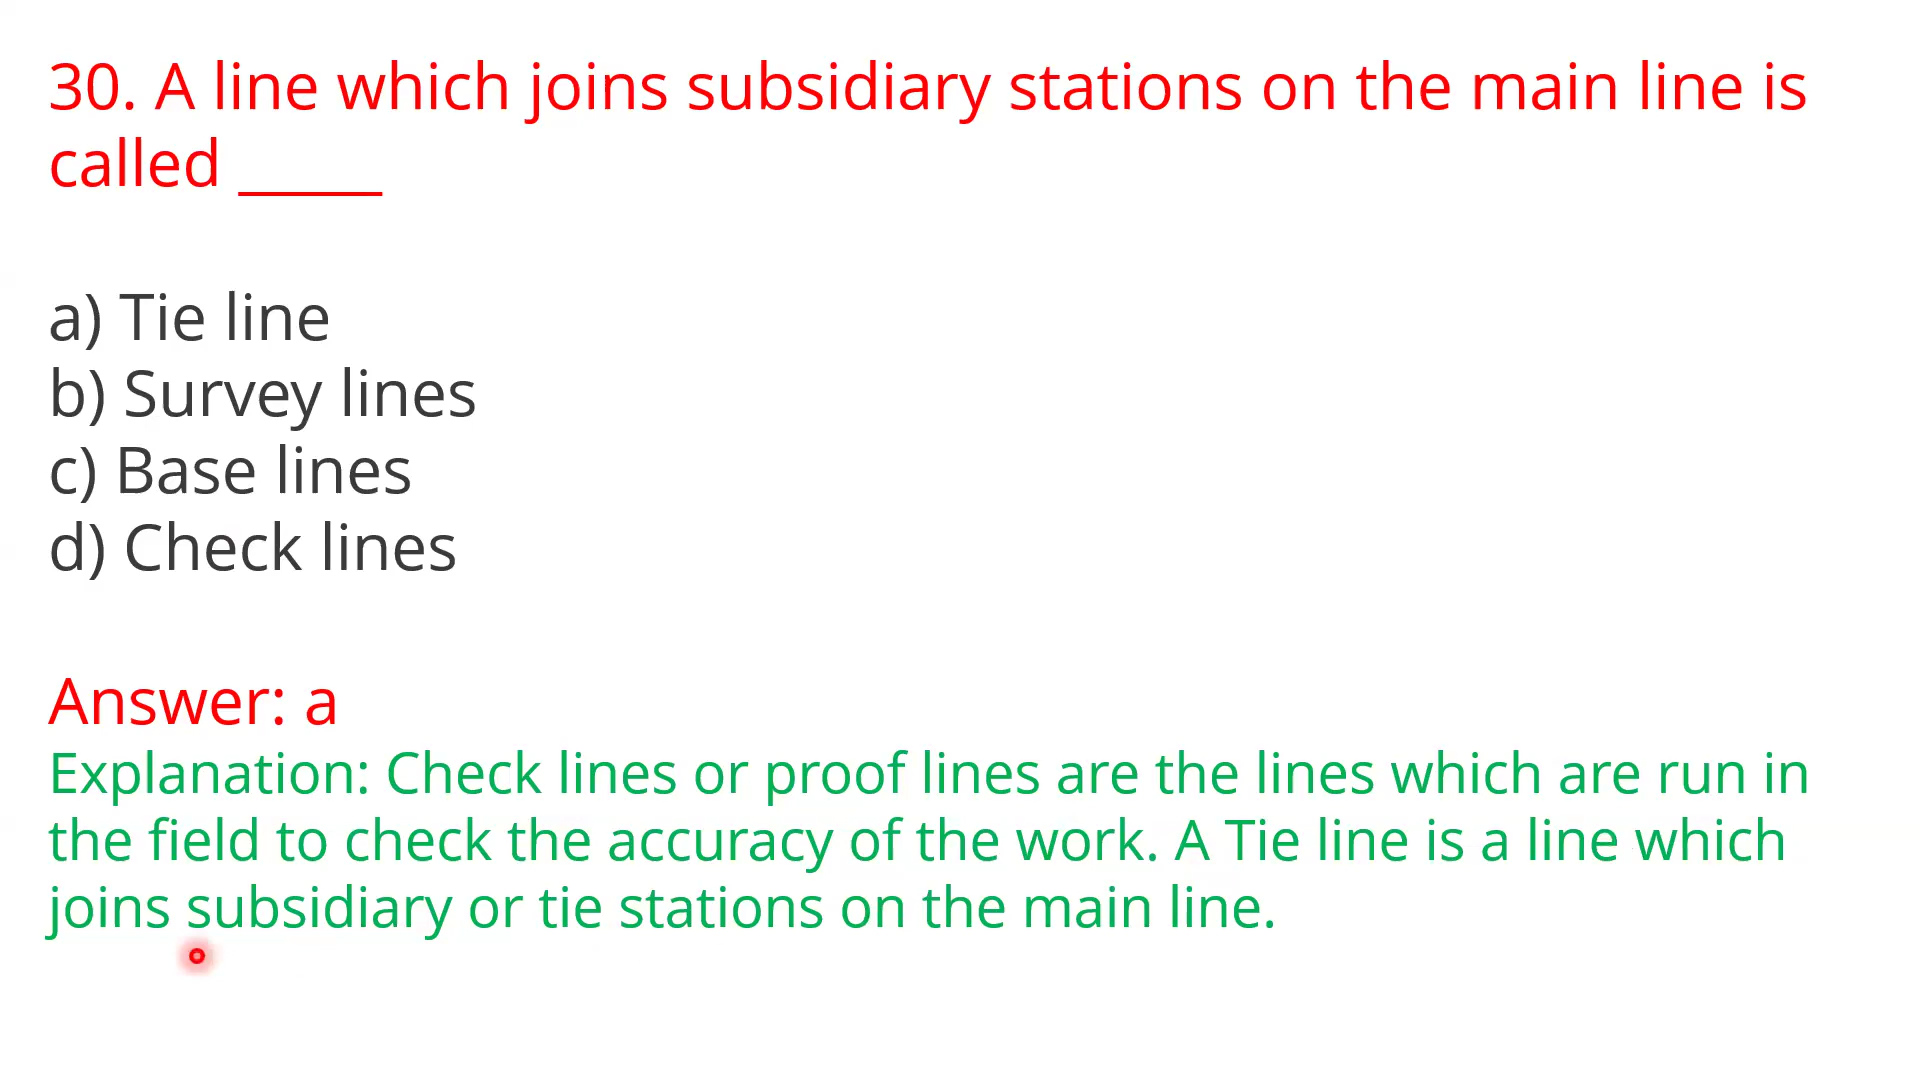 30. A line which joins subsidiary stations on the main line is
called _____
a) Tie line
b) Survey lines
c) Base lines
d) Check lines
Answer: a
Explanation: Check lines or proof lines are the lines which are run in
the field to check the accuracy of the work. A Tie line is a line which
joins subsidiary or tie stations on the main line.